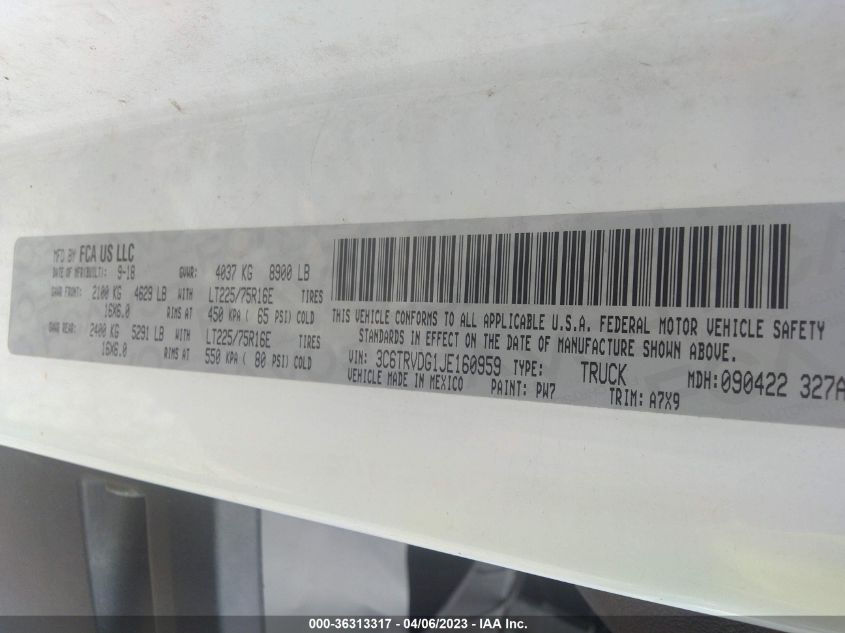 MFD BY FCA US LLC
DATE OF MFR(BUILT): 9-18 GVWR: 4037 KG 8900 LB
GAWR FRONT: 2100 KG 4629 LB WITH LT225/75R16E TIRES
16X6.0 RIMS AT 450 KPA ( 65 PSI) COLD
GAWR REAR: 2400 KG 5291 LB WITH LT225/75R16E TIRES
16X6.0 RIMS AT 550 KPA ( 80 PSI) COLD
THIS VEHICLE CONFORMS TO ALL APPLICABLE U.S.A. FEDERAL MOTOR VEHICLE SAFETY
STANDARDS IN EFFECT ON THE DATE OF MANUFACTURE SHOWN ABOVE.
VIN: 3C6TRVDG1JE160959 TYPE: TRUCK MDH:090422 327A
VEHICLE MADE IN MEXICO PAINT: PW7 TRIM: A7X9
000-36313317 - 04/06/2023 - IAA Inc.